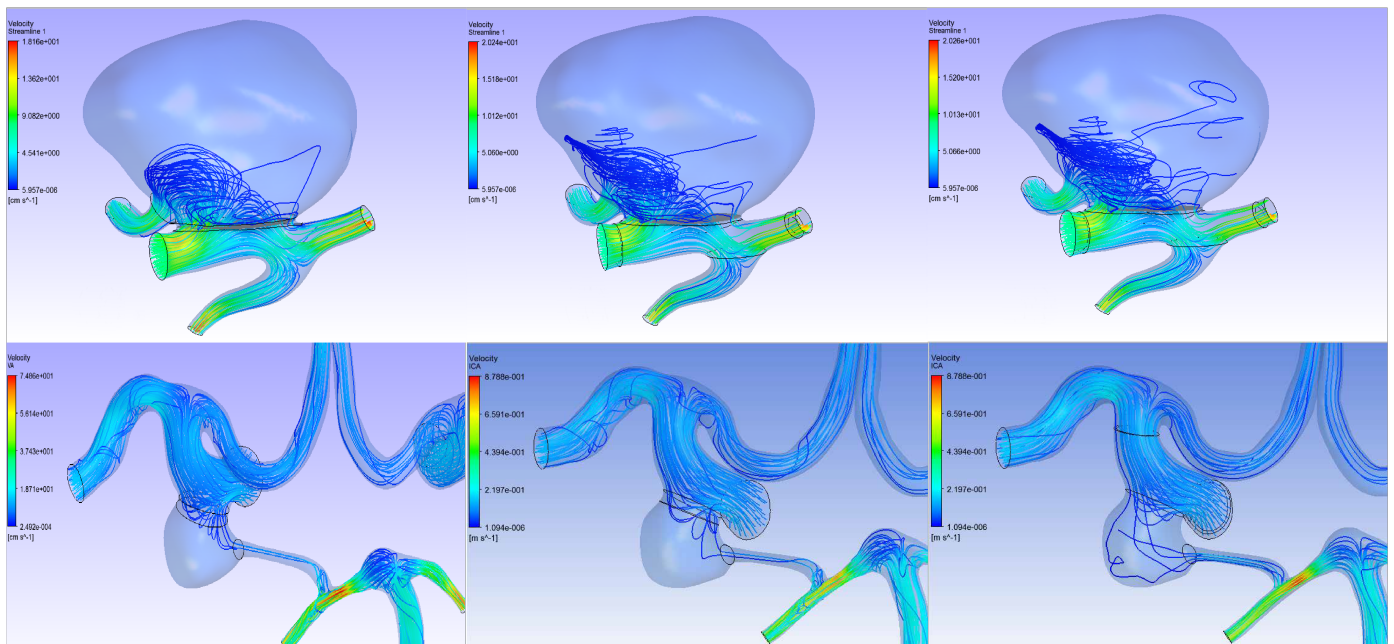 Velocity
Streamline 1
1.816e+001
1.362e+001
9.082e+000
4.541e+000
5.957e-006
[cm s^-1]
Velocity
Streamline 1
2.024e+001
1.518e+001
1.012e+001
5.060e+000
5.957e-006
[cm s^-1]
Velocity
Streamline 1
2.026e+001
1.520e+001
1.013e+001
5.066e+000
5.957e-006
[cm s^-1]
Velocity
VA
7.486e+001
5.614e+001
3.743e+001
1.871e+001
2.492e-004
[cm s^-1]
Velocity
ICA
8.788e-001
6.591e-001
4.394e-001
2.197e-001
1.094e-006
[m s^-1]
Velocity
ICA
8.788e-001
6.591e-001
4.394e-001
2.197e-001
1.094e-006
[m s^-1]